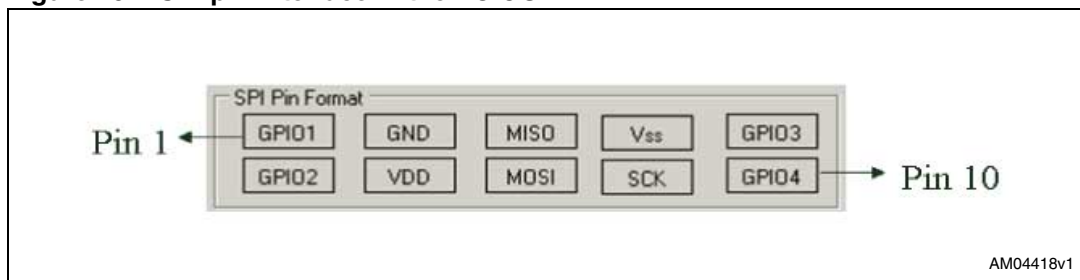 SPI Pin Format
Pin 1 GPIO1 GND MISO Vss GPIO3
GPIO2 VDD MOSI SCK GPIO4 Pin 10
AM04418v1